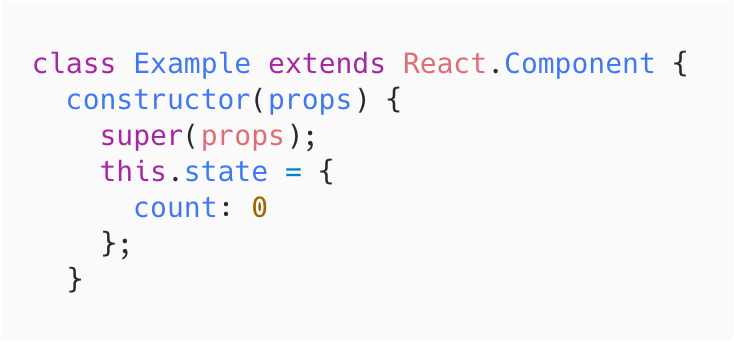 class Example extends React.Component {
  constructor(props) {
    super(props);
    this.state = {
      count: 0
    };
  }